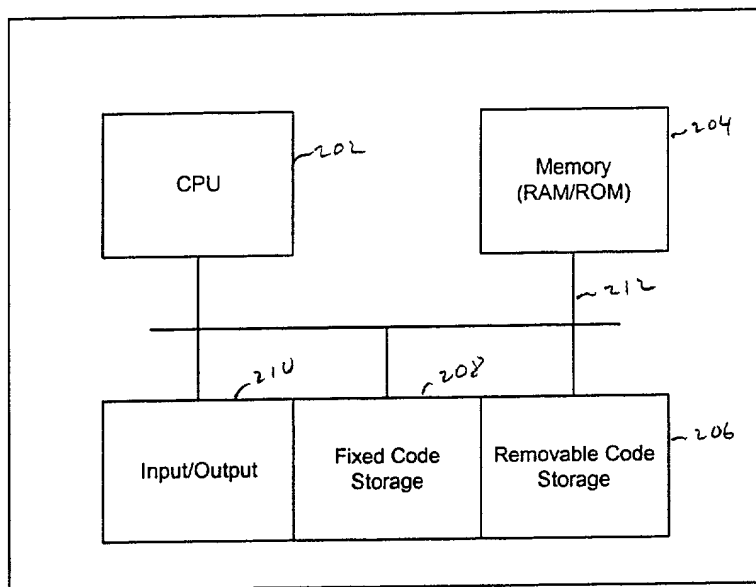 CPU
202
Memory
(RAM/ROM)
204
212
210
208
Input/Output
Fixed Code
Storage
Removable Code
Storage
206